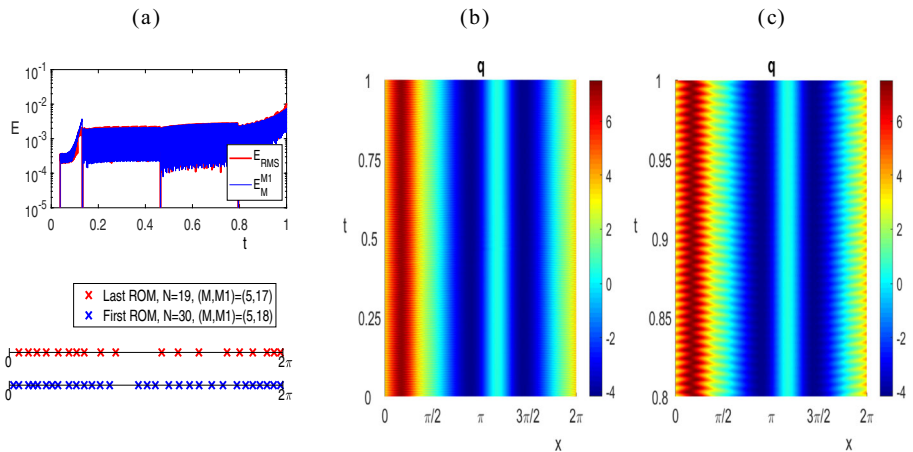 (a)
(b)
(c)
10^-1
10^-2
10^-3
10^-4
10^-5
E
0.2
0.4
0.6
0.8
1
t
E_RMS
E_M^M1
Last ROM, N=19, (M,M1)=(5,17)
First ROM, N=30, (M,M1)=(5,18)
0
2π
0
2π
q
1
0.75
0.5
0.25
0
t
0
π/2
π
3π/2
2π
x
6
4
2
0
-2
-4
q
1
0.95
0.9
0.85
0.8
t
0
π/2
π
3π/2
2π
x
6
4
2
0
-2
-4